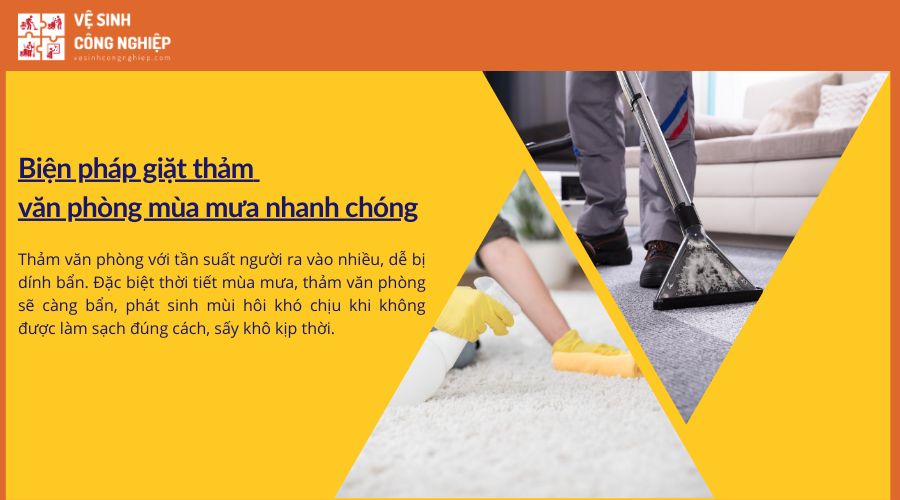 VỆ SINH
CÔNG NGHIỆP
vesinhcongnghiep.com
Biện pháp giặt thảm
văn phòng mùa mưa nhanh chóng
Thảm văn phòng với tần suất người ra vào nhiều, dễ bị
dính bẩn. Đặc biệt thời tiết mùa mưa, thảm văn phòng
sẽ càng bẩn, phát sinh mùi hôi khó chịu khi không
được làm sạch đúng cách, sấy khô kịp thời.